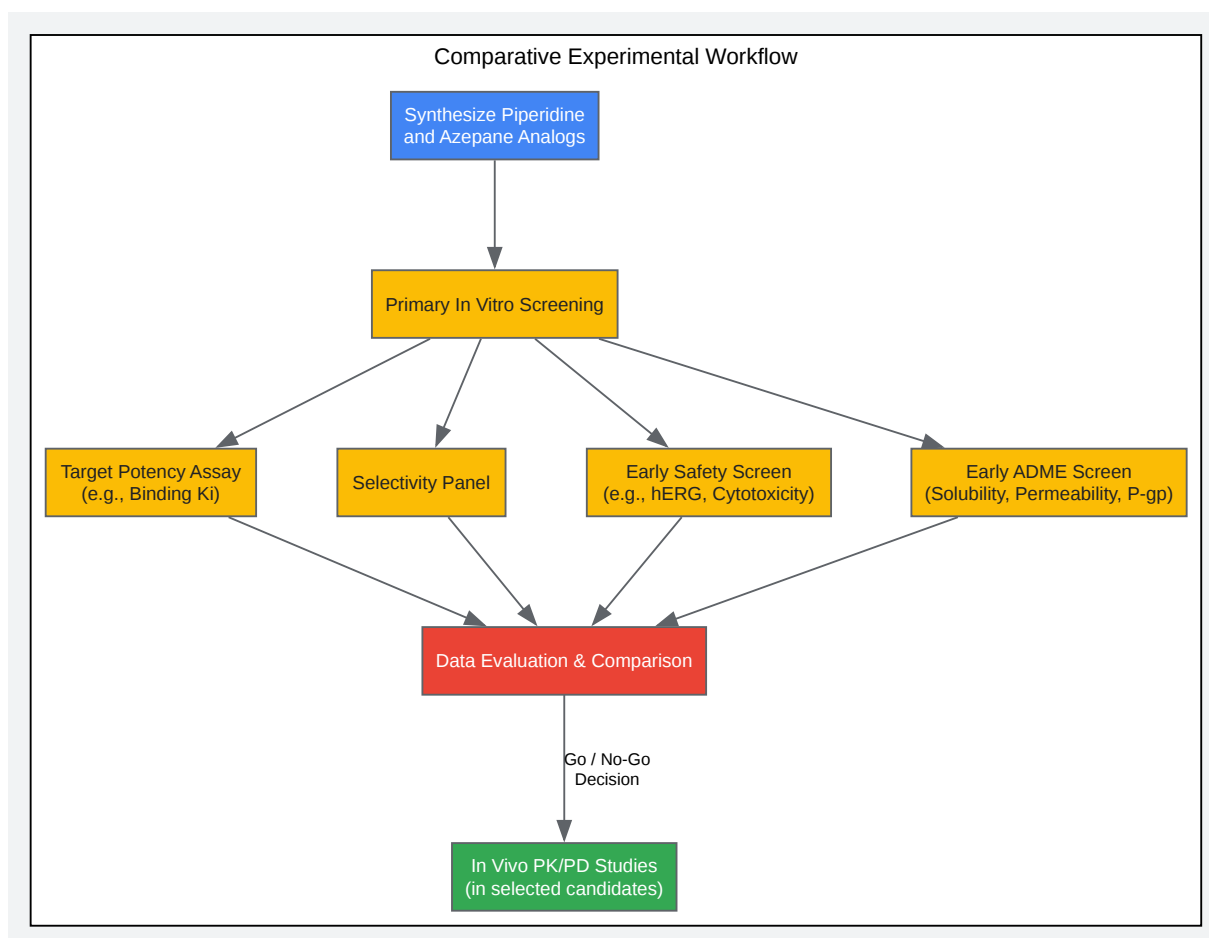 Comparative Experimental Workflow
Synthesize Piperidine
and Azepane Analogs
Primary In Vitro Screening
Target Potency Assay
(e.g., Binding Ki)
Selectivity Panel
Early Safety Screen
(e.g., hERG, Cytotoxicity)
Early ADME Screen
(Solubility, Permeability, P-gp)
Data Evaluation & Comparison
Go / No-Go
Decision
In Vivo PK/PD Studies
(in selected candidates)